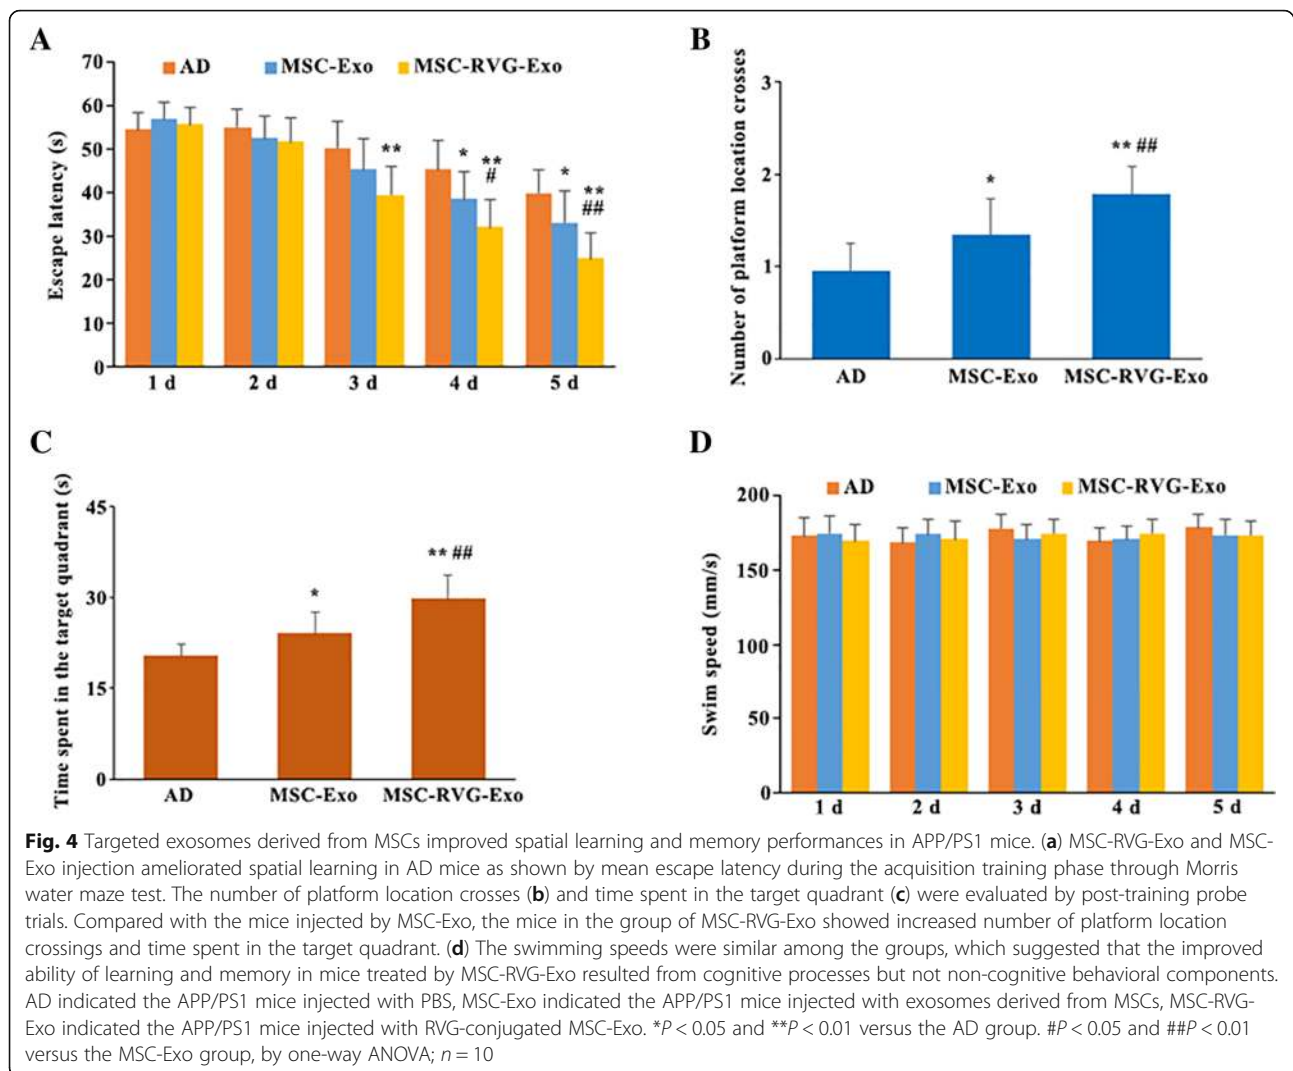 A
70
AD MSC-Exo MSC-RVG-Exo
60
50
40
30
20
10
0
Escape latency (s)
** * ** # * ** ##
1 d 2 d 3 d 4 d 5 d
B
3
2
1
0
Number of platform location crosses
* ** ##
AD MSC-Exo MSC-RVG-Exo
C
45
30
15
0
Time spent in the target quadrant (s)
* ** ##
AD MSC-Exo MSC-RVG-Exo
D
200
AD MSC-Exo MSC-RVG-Exo
150
100
50
0
Swim speed (mm/s)
1 d 2 d 3 d 4 d 5 d
Fig. 4 Targeted exosomes derived from MSCs improved spatial learning and memory performances in APP/PS1 mice. (a) MSC-RVG-Exo and MSC-
Exo injection ameliorated spatial learning in AD mice as shown by mean escape latency during the acquisition training phase through Morris
water maze test. The number of platform location crosses (b) and time spent in the target quadrant (c) were evaluated by post-training probe
trials. Compared with the mice injected by MSC-Exo, the mice in the group of MSC-RVG-Exo showed increased number of platform location
crossings and time spent in the target quadrant. (d) The swimming speeds were similar among the groups, which suggested that the improved
ability of learning and memory in mice treated by MSC-RVG-Exo resulted from cognitive processes but not non-cognitive behavioral components.
AD indicated the APP/PS1 mice injected with PBS, MSC-Exo indicated the APP/PS1 mice injected with exosomes derived from MSCs, MSC-RVG-
Exo indicated the APP/PS1 mice injected with RVG-conjugated MSC-Exo. *P < 0.05 and **P < 0.01 versus the AD group. #P < 0.05 and ##P < 0.01
versus the MSC-Exo group, by one-way ANOVA; n = 10